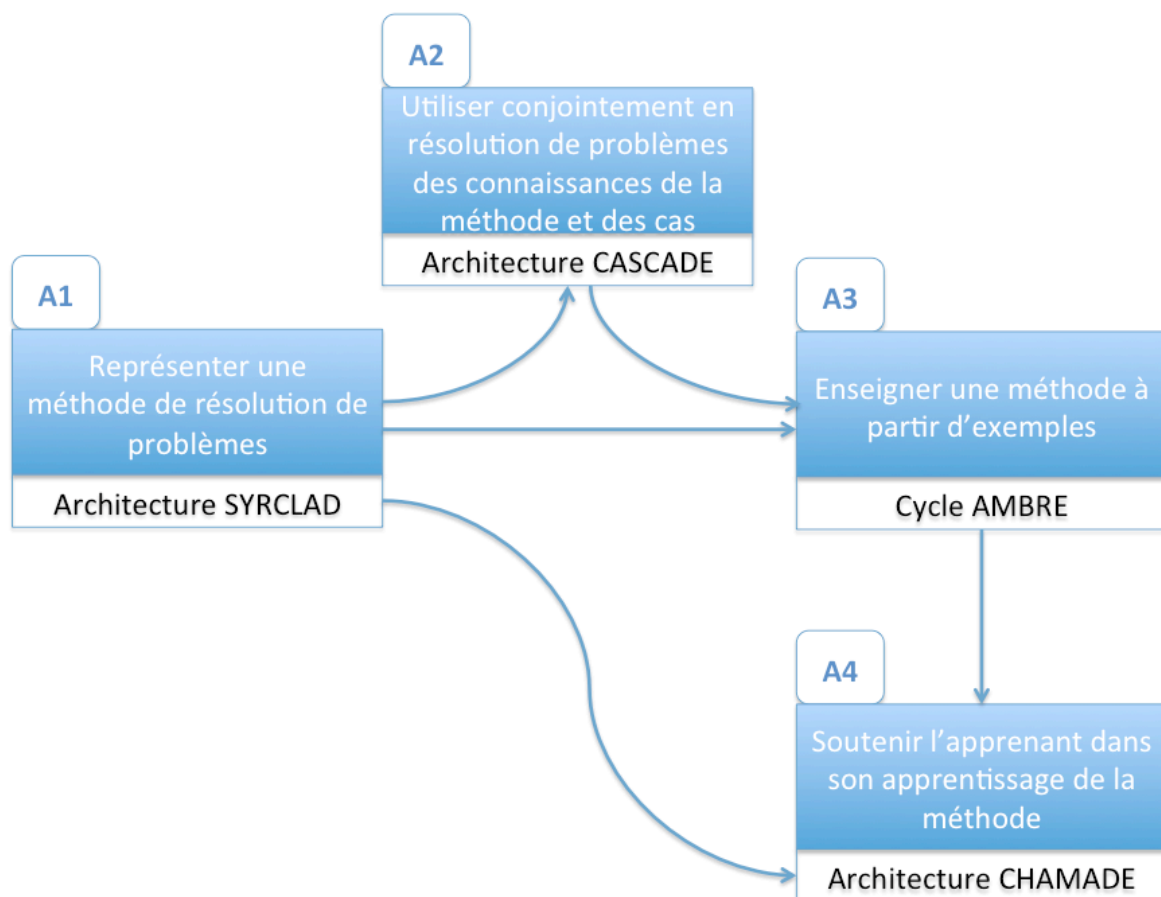 A2
Utiliser conjointement en
résolution de problèmes
des connaissances de la
méthode et des cas
Architecture CASCADE
A1
Représenter une
méthode de résolution de
problèmes
Architecture SYRCLAD
A3
Enseigner une méthode à
partir d'exemples
Cycle AMBRE
A4
Soutenir l'apprenant dans
son apprentissage de la
méthode
Architecture CHAMADE